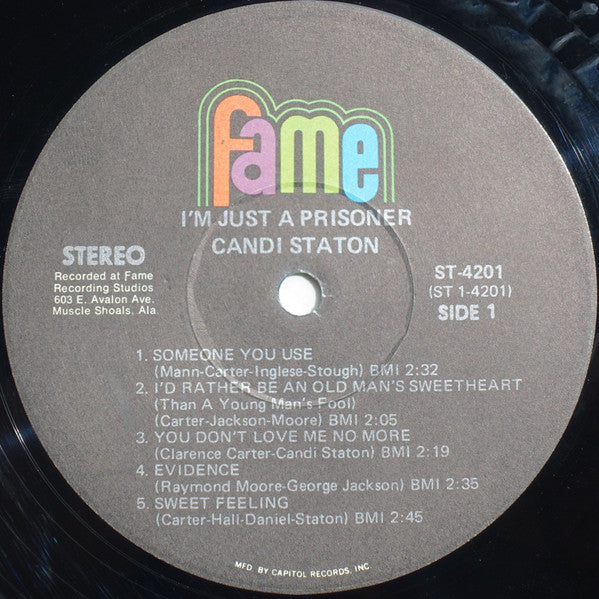 fame
I'M JUST A PRISONER
CANDI STATON
STEREO
Recorded at Fame
Recording Studios
603 E. Avalon Ave.
Muscle Shoals, Ala.
ST-4201
(ST 1-4201)
SIDE 1
1. SOMEONE YOU USE
(Mann-Carter-Inglese-Stough) BMI 2:32
2. I'D RATHER BE AN OLD MAN'S SWEETHEART
(Than A Young Man's Fool)
(Carter-Jackson-Moore) BMI 2:05
3. YOU DON'T LOVE ME NO MORE
(Clarence Carter-Candi Staton) BMI 2:19
4. EVIDENCE
(Raymond Moore-George Jackson) BMI 2:35
5. SWEET FEELING
(Carter-Hall-Daniel-Staton) BMI 2:45
MFD. BY CAPITOL RECORDS, INC.